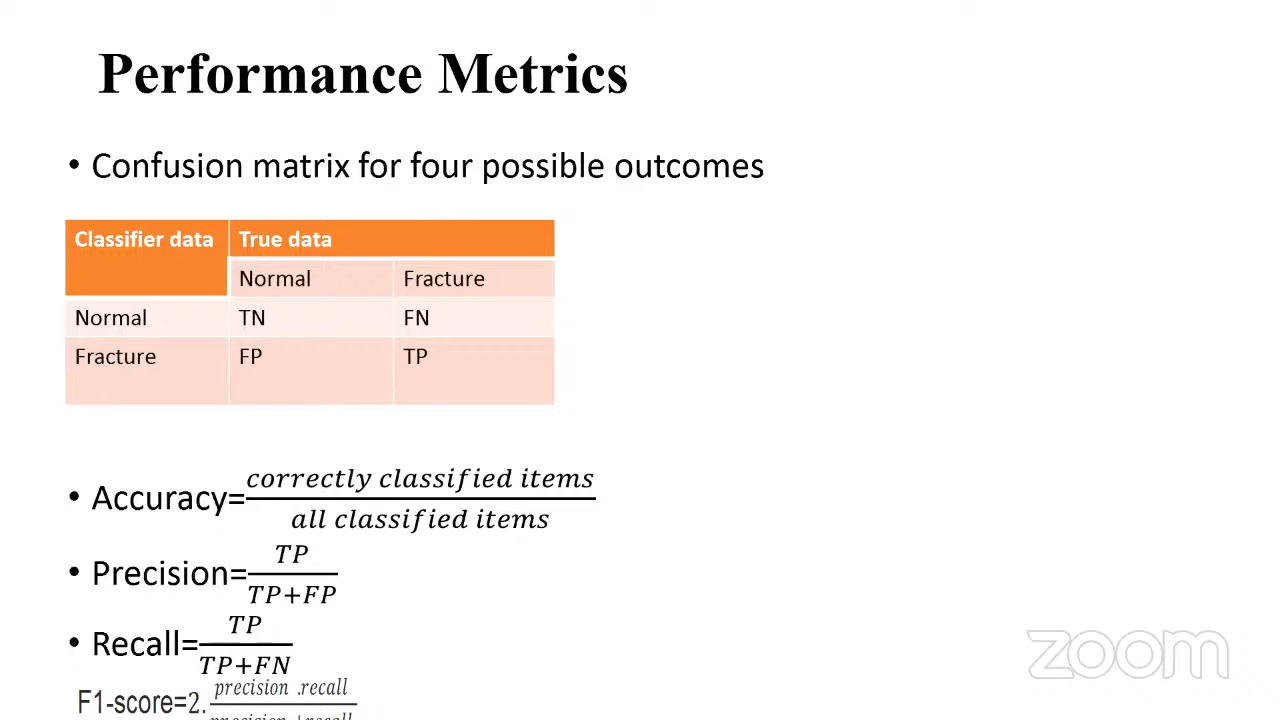 Performance Metrics
• Confusion matrix for four possible outcomes
Classifier data True data
Normal Fracture
Normal TN FN
Fracture FP TP
• Accuracy=correctly classified items
all classified items
• Precision=TP
TP+FP
• Recall=TP
TP+FN
F1-score=2.precision .recall
precision +recall
zoom